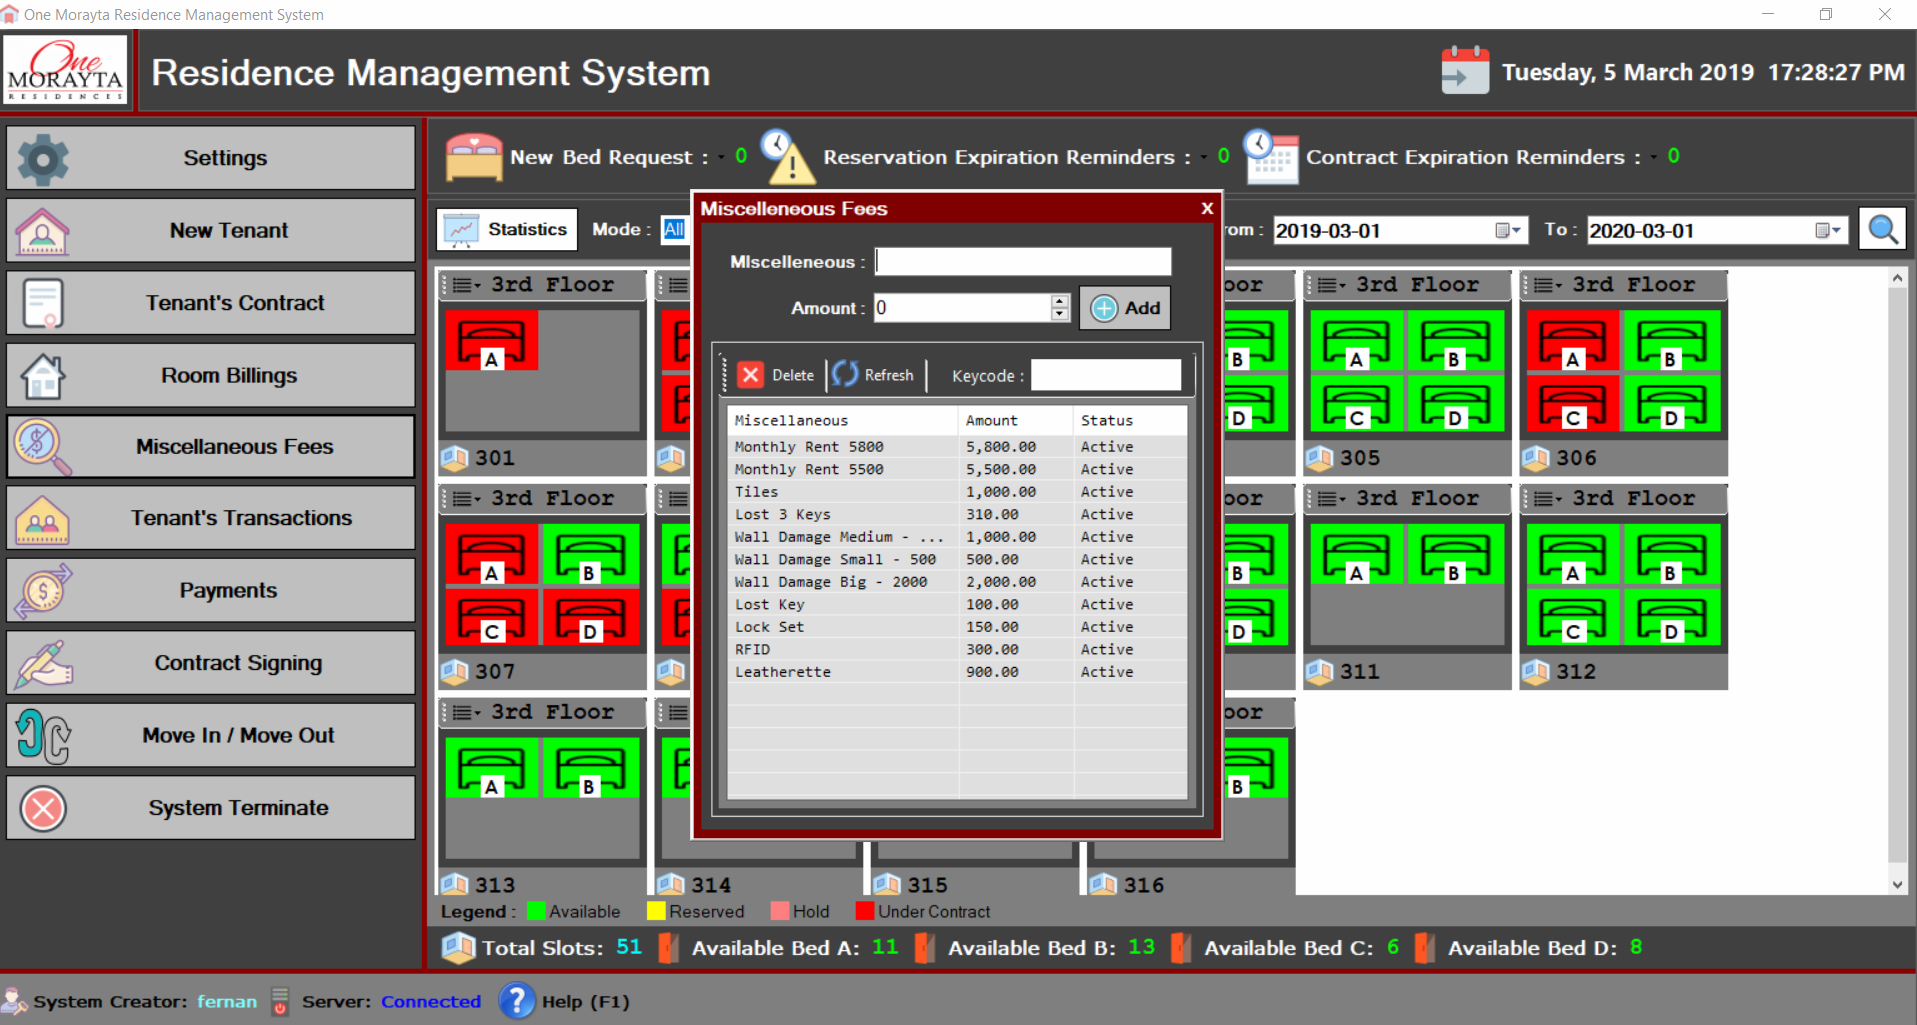 One Morayta Residence Management System
One
MORAYTA
RESIDENCES
Residence Management System
Tuesday, 5 March 2019 17:28:27 PM
Settings
New Tenant
Tenant's Contract
Room Billings
Miscellaneous Fees
Tenant's Transactions
Payments
Contract Signing
Move In / Move Out
System Terminate
New Bed Request : - 0
Reservation Expiration Reminders : - 0
Contract Expiration Reminders : - 0
Statistics Mode : All
rom : 2019-03-01 To : 2020-03-01
Miscelleneous Fees X
MIscelleneous :
Amount : 0 Add
Delete Refresh Keycode :
Miscellaneous Amount Status
Monthly Rent 5800 5,800.00 Active
Monthly Rent 5500 5,500.00 Active
Tiles 1,000.00 Active
Lost 3 Keys 310.00 Active
Wall Damage Medium - ... 1,000.00 Active
Wall Damage Small - 500 500.00 Active
Wall Damage Big - 2000 2,000.00 Active
Lost Key 100.00 Active
Lock Set 150.00 Active
RFID 300.00 Active
Leatherette 900.00 Active
3rd Floor oor 3rd Floor 3rd Floor
A B A B A B
D C D C D
301 305 306
3rd Floor oor 3rd Floor 3rd Floor
A B B A B A B
C D D C D
307 311 312
3rd Floor oor
A B B
313 314 315 316
Legend : Available Reserved Hold Under Contract
Total Slots: 51 Available Bed A: 11 Available Bed B: 13 Available Bed C: 6 Available Bed D: 8
System Creator: fernan Server: Connected ? Help (F1)